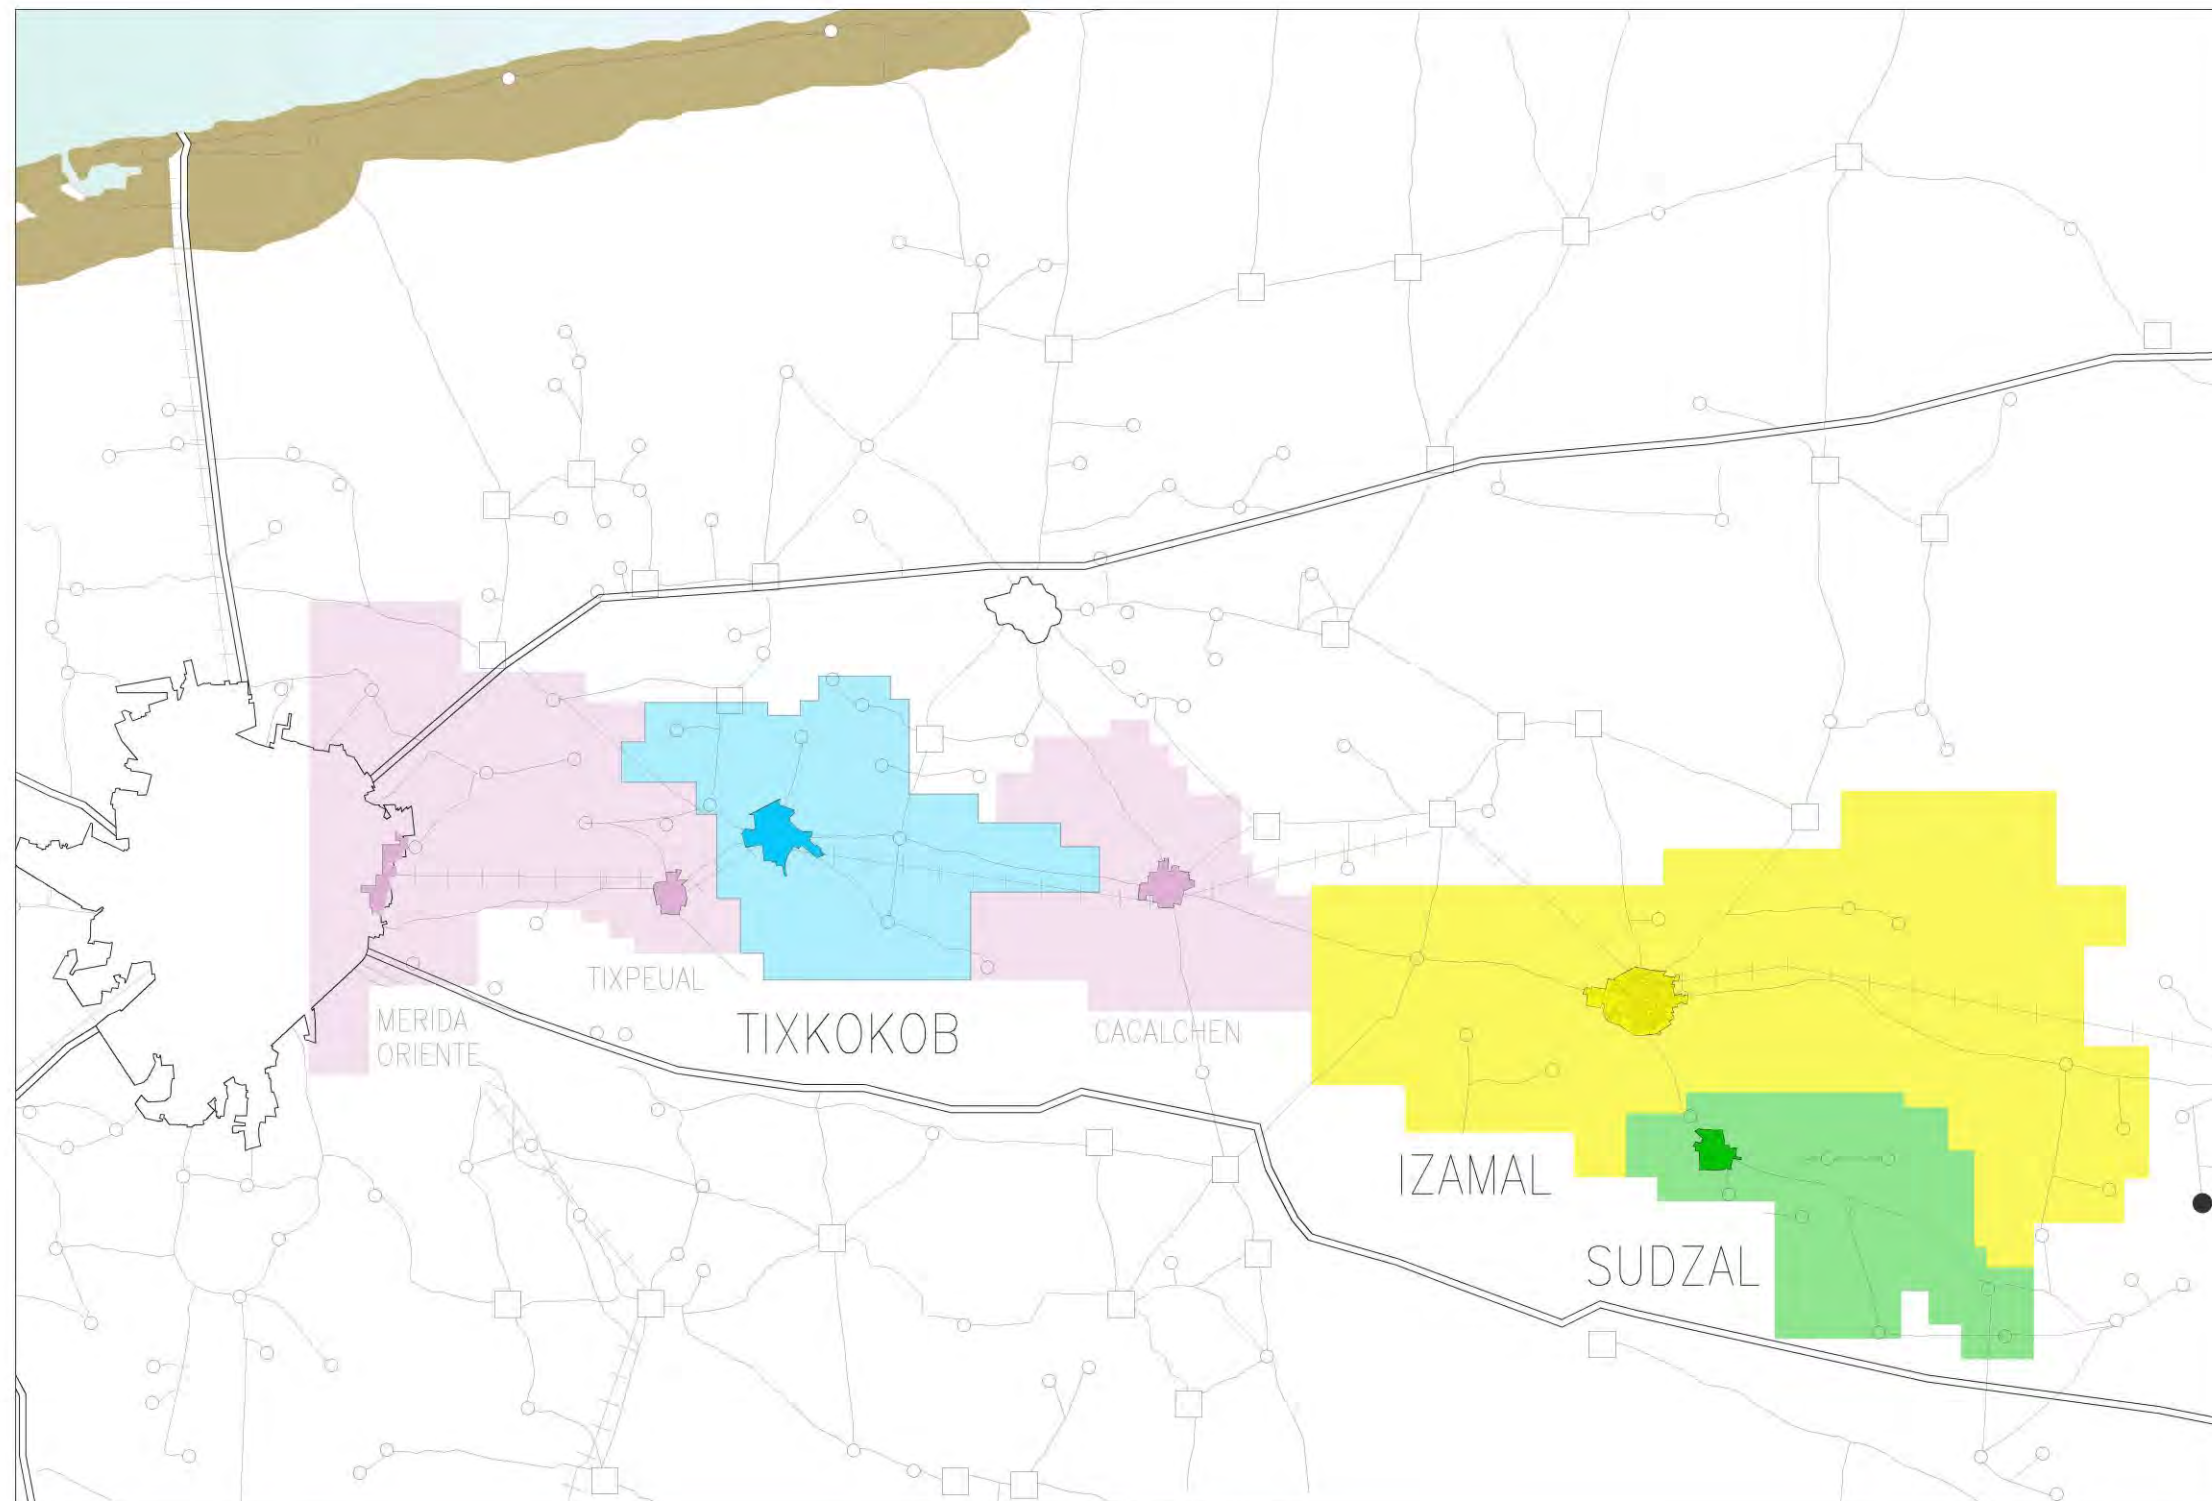 TIXPEUAL
MERIDA
ORIENTE
TIXKOKOB
CACALCHEN
IZAMAL
SUDZAL